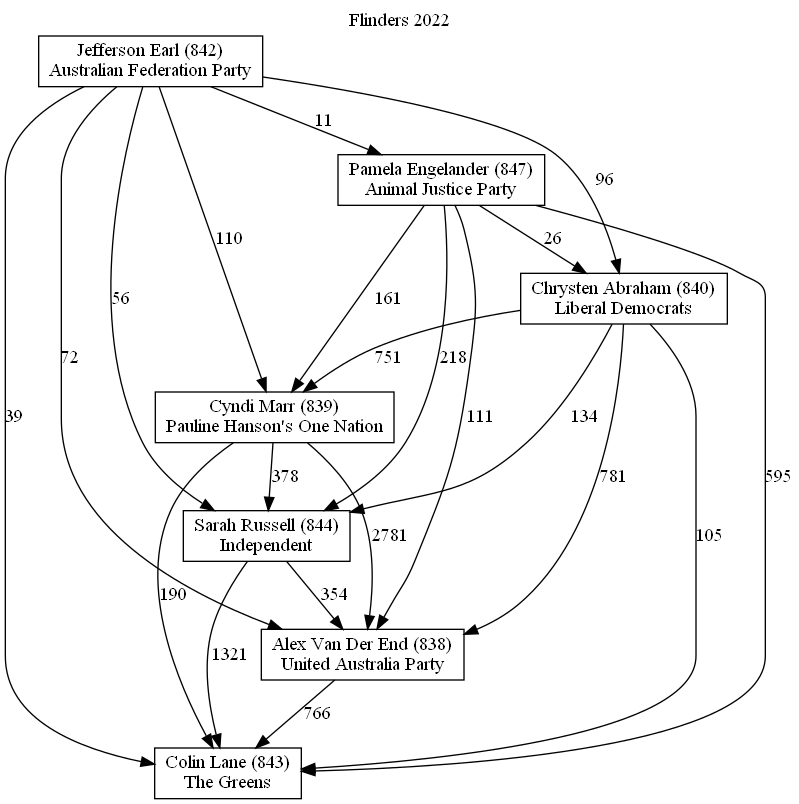 Flinders 2022
Jefferson Earl (842)
Australian Federation Party
11
Pamela Engelander (847)
Animal Justice Party
96
110
26
Chrysten Abraham (840)
Liberal Democrats
56
161
72
751
218
39
Cyndi Marr (839)
Pauline Hanson's One Nation
134
111
781
595
378
Sarah Russell (844)
Independent
2781
105
190
354
1321
Alex Van Der End (838)
United Australia Party
766
Colin Lane (843)
The Greens